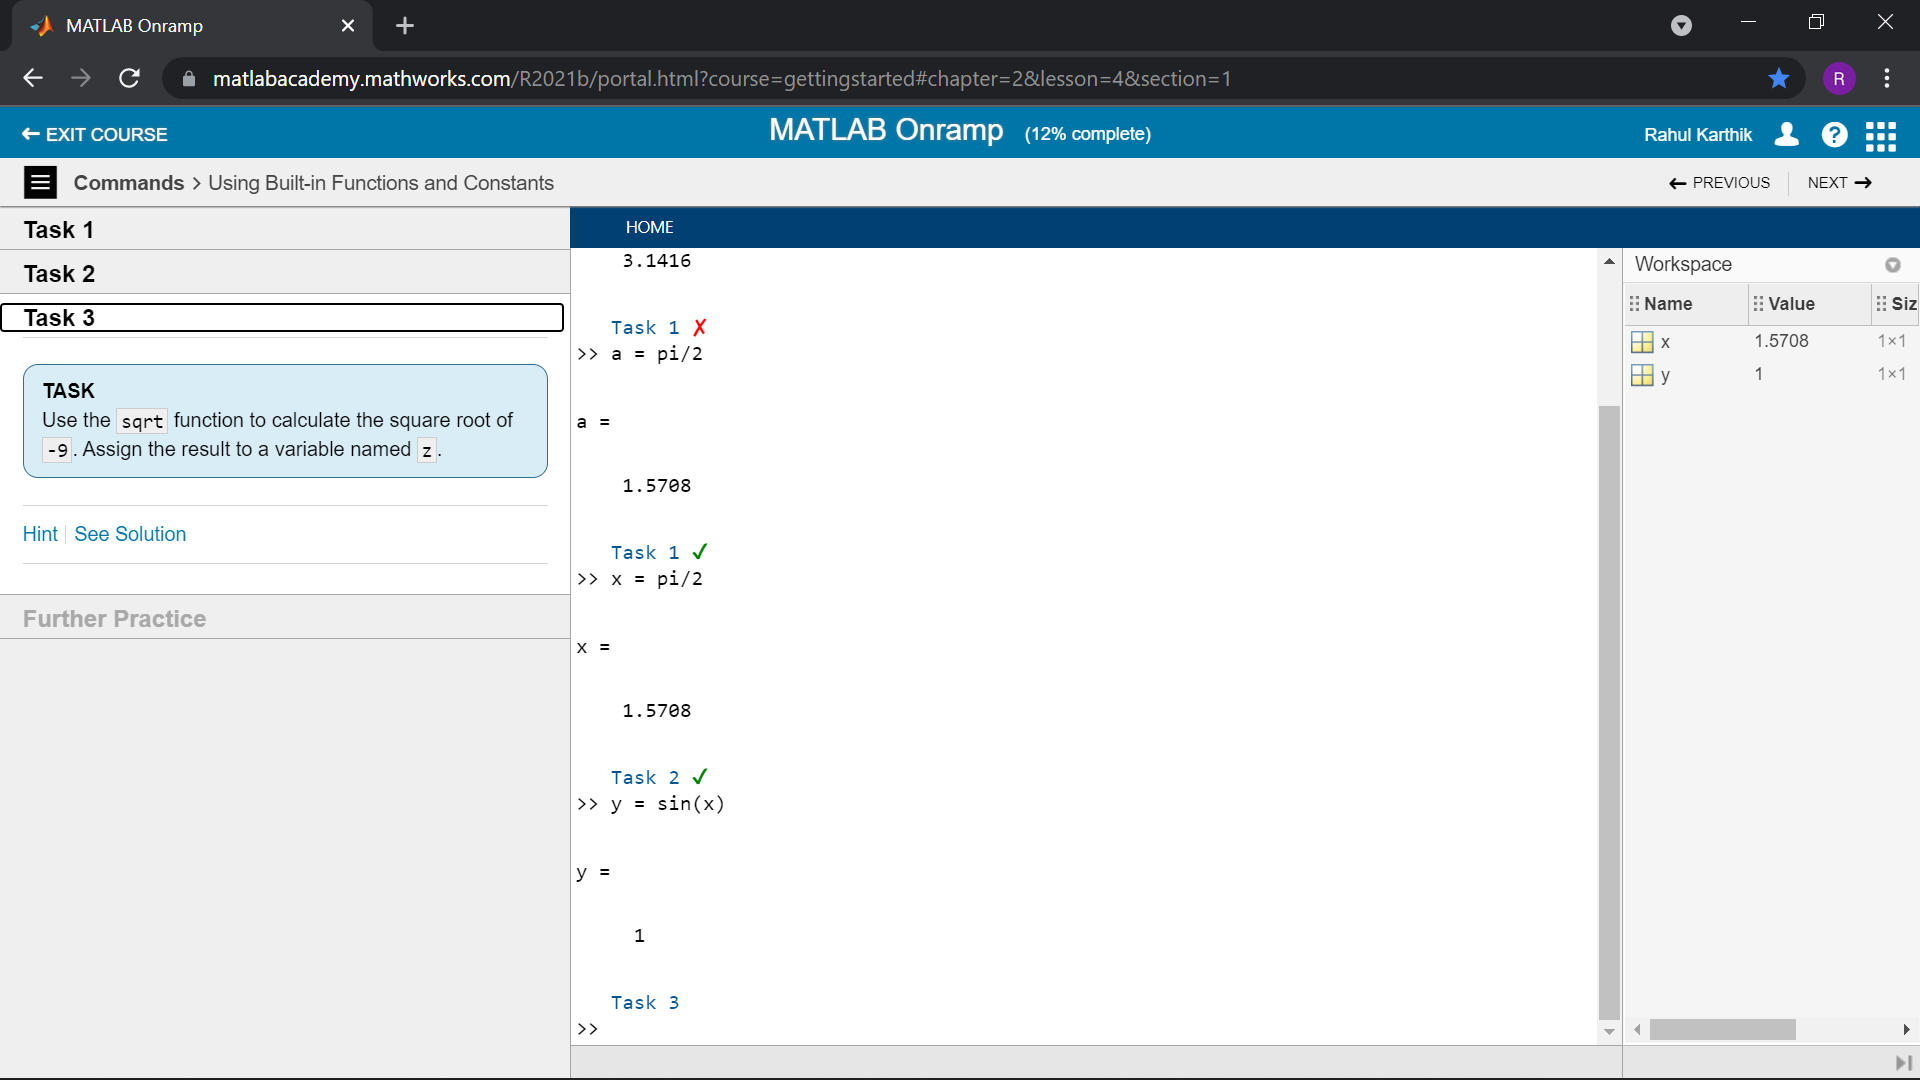 MATLAB Onramp
matlabacademy.mathworks.com/R2021b/portal.html?course=gettingstarted#chapter=2&lesson=4&section=1
R
EXIT COURSE
MATLAB Onramp (12% complete)
Rahul Karthik
Commands > Using Built-in Functions and Constants
PREVIOUS
NEXT
Task 1
Task 2
Task 3
TASK
Use the sqrt function to calculate the square root of
-9. Assign the result to a variable named z.
Hint
See Solution
Further Practice
HOME
3.1416
Task 1 ✗
>> a = pi/2
a =
1.5708
Task 1 ✓
>> x = pi/2
x =
1.5708
Task 2 ✓
>> y = sin(x)
y =
1
Task 3
>>
Workspace
Name Value Siz
x 1.5708 1×1
y 1 1×1